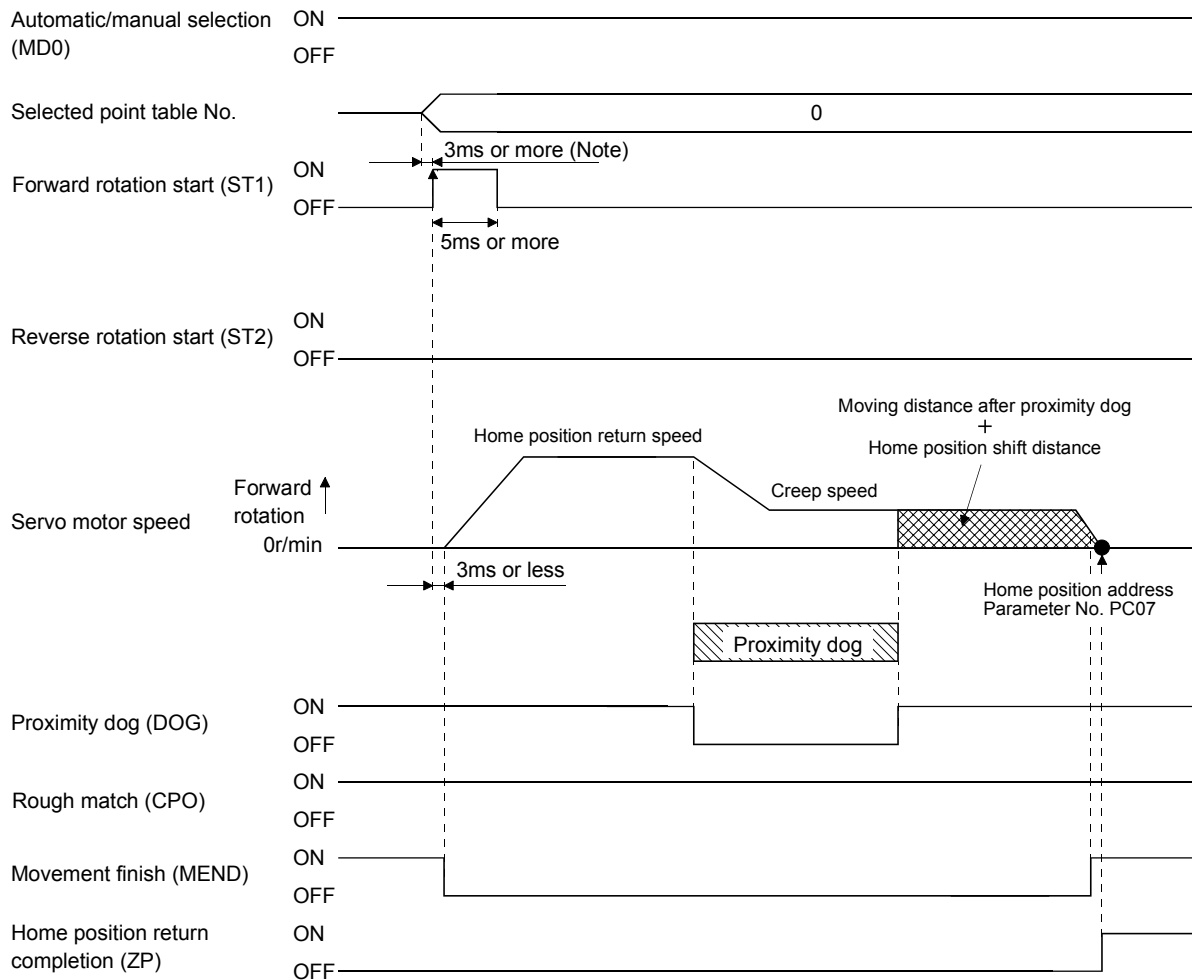 Automatic/manual selection
(MD0)
ON
OFF
Selected point table No.
0
3ms or more (Note)
Forward rotation start (ST1)
ON
OFF
5ms or more
Reverse rotation start (ST2)
ON
OFF
Moving distance after proximity dog
+
Home position shift distance
Home position return speed
Creep speed
Servo motor speed
Forward
rotation
0r/min
3ms or less
Home position address
Parameter No. PC07
Proximity dog
Proximity dog (DOG)
ON
OFF
Rough match (CPO)
ON
OFF
Movement finish (MEND)
ON
OFF
Home position return
completion (ZP)
ON
OFF